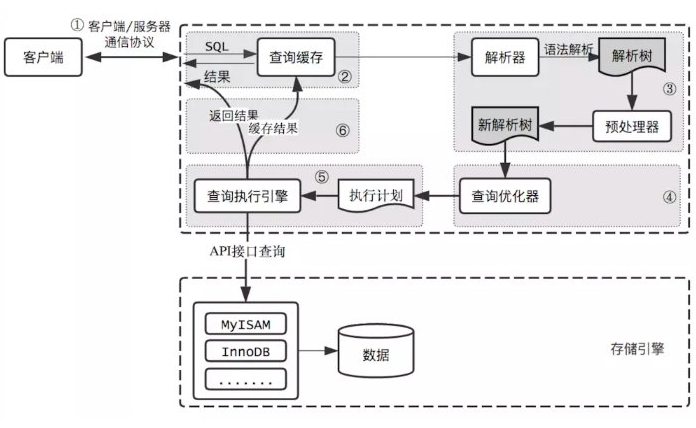 ① 客户端/服务器
通信协议
客户端
SQL
结果
查询缓存
②
解析器
语法解析
解析树
③
新解析树
预处理器
返回结果
缓存结果
⑥
⑤
查询执行引擎
执行计划
查询优化器
④
API接口查询
MyISAM
InnoDB
.......
数据
存储引擎